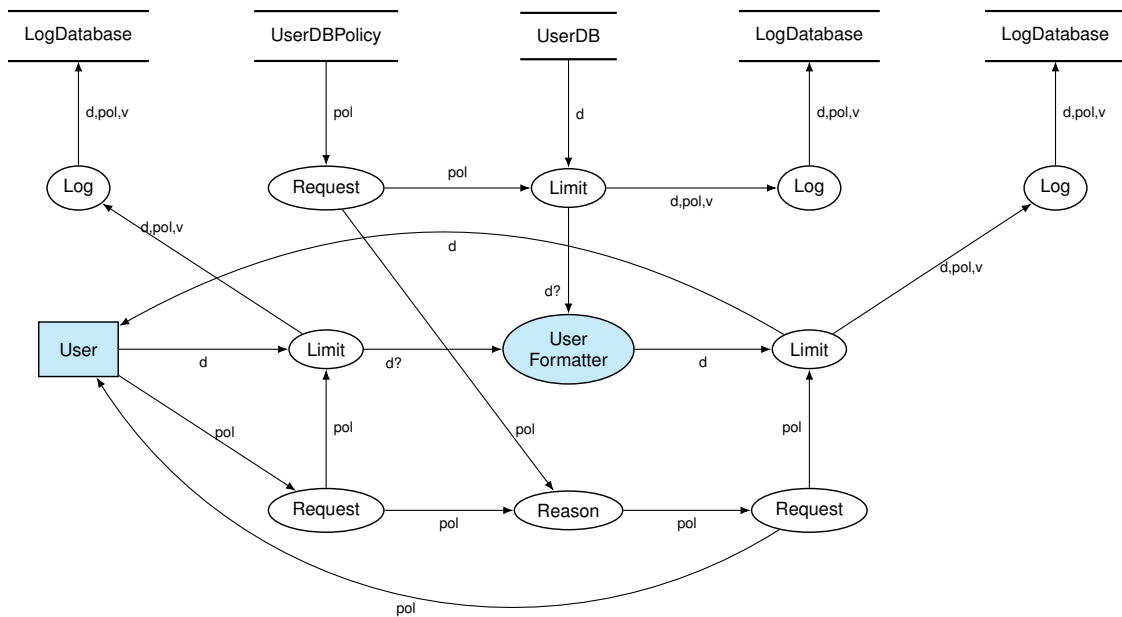 LogDatabase
UserDBPolicy
UserDB
LogDatabase
LogDatabase
d,pol,v
pol
d
d,pol,v
d,pol,v
Log
Request
pol
Limit
d,pol,v
Log
Log
d,pol,v
d
d,pol,v
d?
User
d
Limit
d?
User
Formatter
d
Limit
pol
pol
pol
pol
Request
pol
Reason
pol
Request
pol